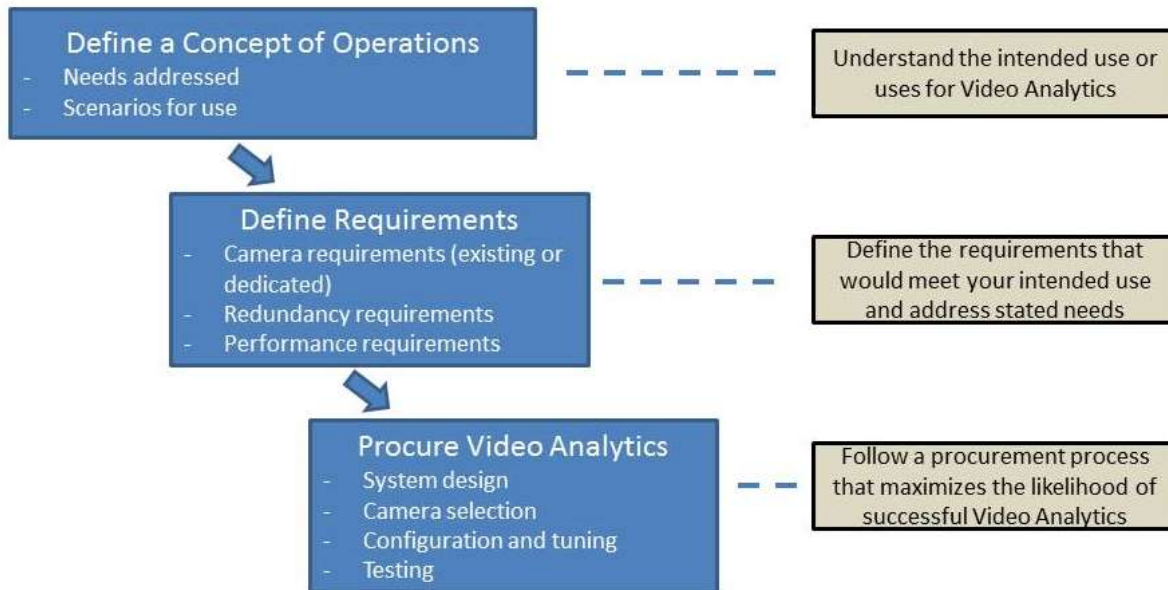 Define a Concept of Operations
- Needs addressed
- Scenarios for use
Understand the intended use or
uses for Video Analytics
Define Requirements
- Camera requirements (existing or
dedicated)
- Redundancy requirements
- Performance requirements
Define the requirements that
would meet your intended use
and address stated needs
Procure Video Analytics
- System design
- Camera selection
- Configuration and tuning
- Testing
Follow a procurement process
that maximizes the likelihood of
successful Video Analytics